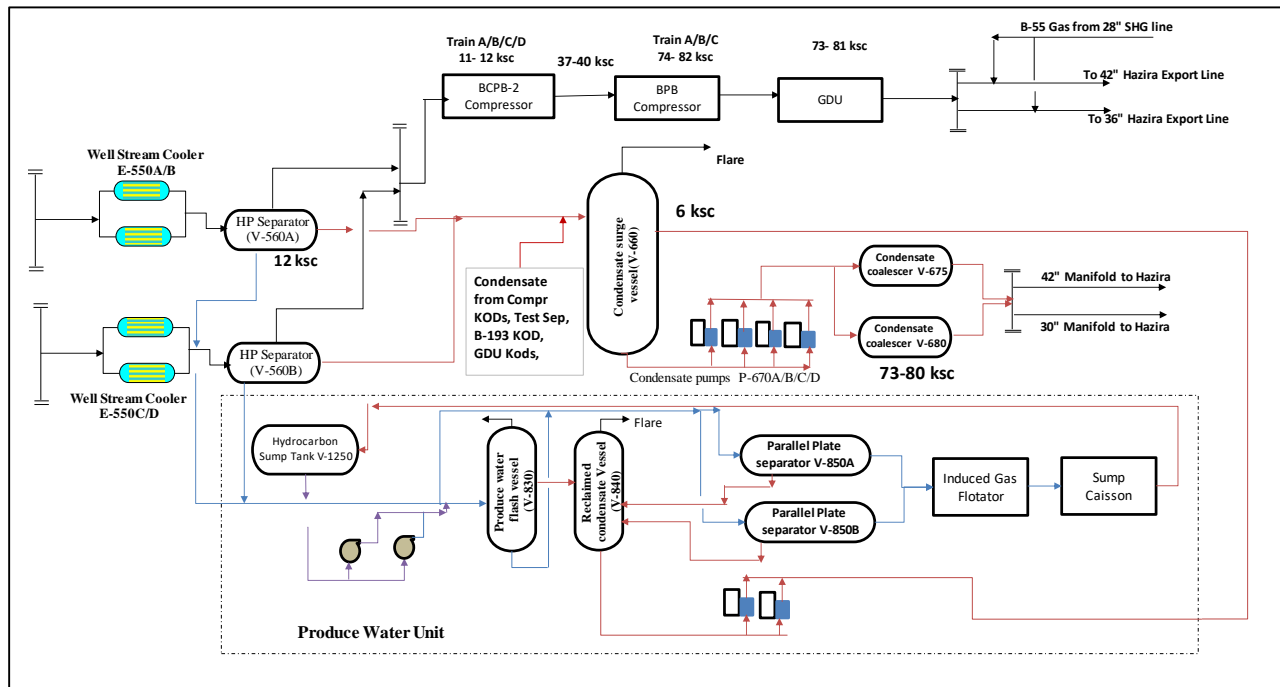 B-55 Gas from 28" SHG line
Train A/B/C/D
11- 12 ksc
37-40 ksc
Train A/B/C
74- 82 ksc
73- 81 ksc
BCPB-2
Compressor
BPB
Compressor
GDU
To 42" Hazira Export Line
To 36" Hazira Export Line
Well Stream Cooler
E-550A/B
HP Separator
(V-560A)
12 ksc
Flare
6 ksc
Condensate surge
vessel(V-660)
Condensate
from Compr
KODs, Test Sep,
B-193 KOD,
GDU Kods,
Condensate
coalescer V-675
Condensate
coalescer V-680
73-80 ksc
42" Manifold to Hazira
30" Manifold to Hazira
Condensate pumps P-670A/B/C/D
HP Separator
(V-560B)
Well Stream Cooler
E-550C/D
Hydrocarbon
Sump Tank V-1250
Produce water
flash vessel
(V-830)
Flare
Reclaimed
condensate Vessel
(V-840)
Parallel Plate
separator V-850A
Parallel Plate
separator V-850B
Induced Gas
Flotator
Sump
Caisson
Produce Water Unit